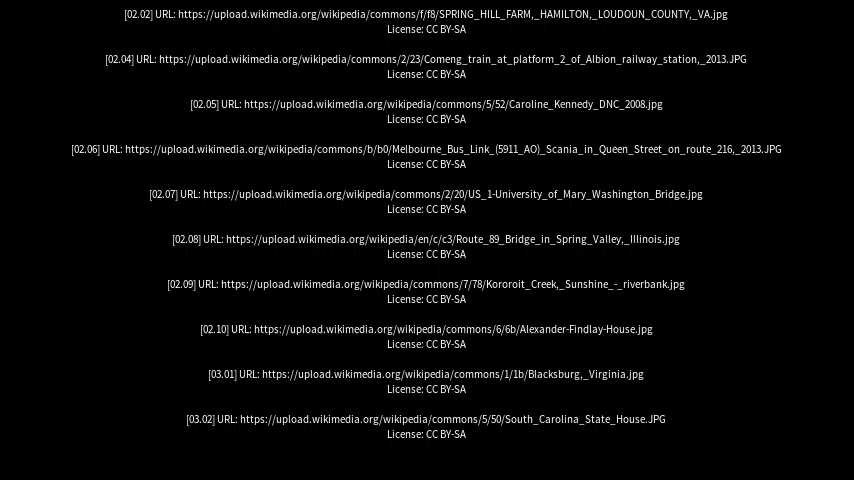 [02.02] URL: https://upload.wikimedia.org/wikipedia/commons/f/f8/SPRING_HILL_FARM,_HAMILTON,_LOUDOUN_COUNTY,_VA.jpg
License: CC BY-SA
[02.04] URL: https://upload.wikimedia.org/wikipedia/commons/2/23/Comeng_train_at_platform_2_of_Albion_railway_station,_2013.JPG
License: CC BY-SA
[02.05] URL: https://upload.wikimedia.org/wikipedia/commons/5/52/Caroline_Kennedy_DNC_2008.jpg
License: CC BY-SA
[02.06] URL: https://upload.wikimedia.org/wikipedia/commons/b/b0/Melbourne_Bus_Link_(5911_AO)_Scania_in_Queen_Street_on_route_216,_2013.JPG
License: CC BY-SA
[02.07] URL: https://upload.wikimedia.org/wikipedia/commons/2/20/US_1-University_of_Mary_Washington_Bridge.jpg
License: CC BY-SA
[02.08] URL: https://upload.wikimedia.org/wikipedia/en/c/c3/Route_89_Bridge_in_Spring_Valley,_Illinois.jpg
License: CC BY-SA
[02.09] URL: https://upload.wikimedia.org/wikipedia/commons/7/78/Kororoit_Creek,_Sunshine_-_riverbank.jpg
License: CC BY-SA
[02.10] URL: https://upload.wikimedia.org/wikipedia/commons/6/6b/Alexander-Findlay-House.jpg
License: CC BY-SA
[03.01] URL: https://upload.wikimedia.org/wikipedia/commons/1/1b/Blacksburg,_Virginia.jpg
License: CC BY-SA
[03.02] URL: https://upload.wikimedia.org/wikipedia/commons/5/50/South_Carolina_State_House.JPG
License: CC BY-SA